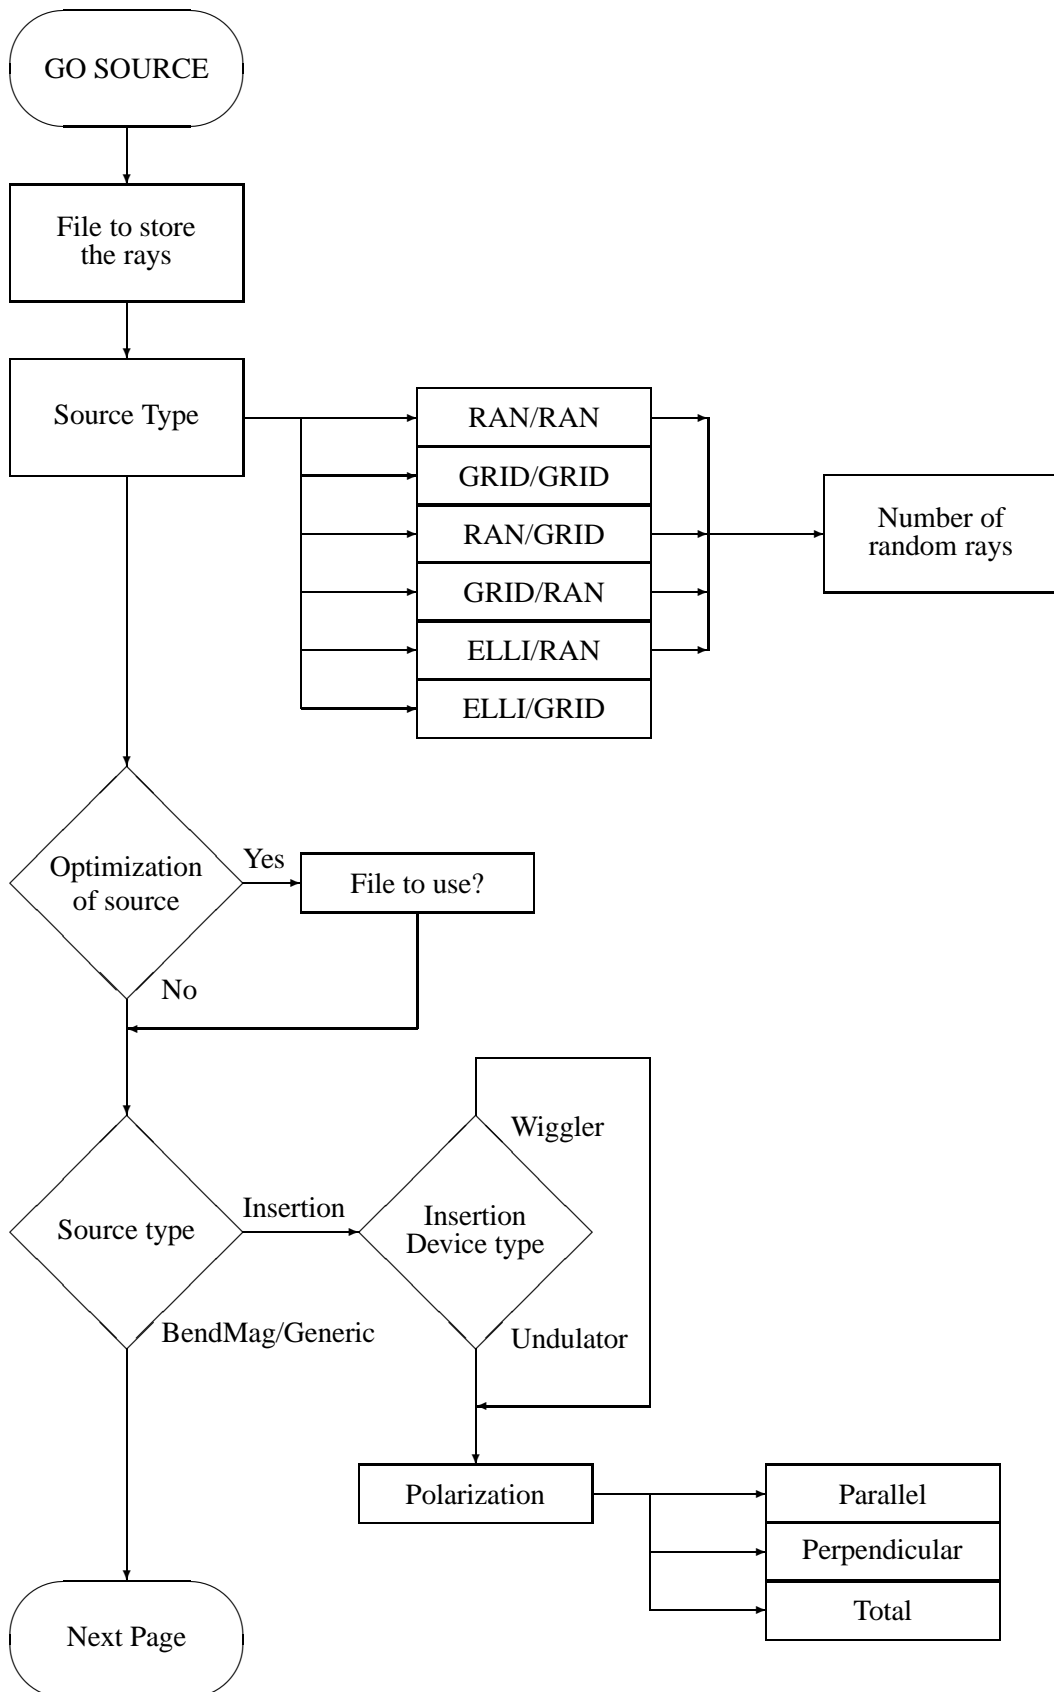 GO SOURCE
File to store
the rays
Source Type
RAN/RAN
GRID/GRID
RAN/GRID
GRID/RAN
ELLI/RAN
ELLI/GRID
Number of
random rays
Optimization
of source
Yes
File to use?
No
Source type
Insertion
BendMag/Generic
Wiggler
Insertion
Device type
Undulator
Polarization
Parallel
Perpendicular
Total
Next Page